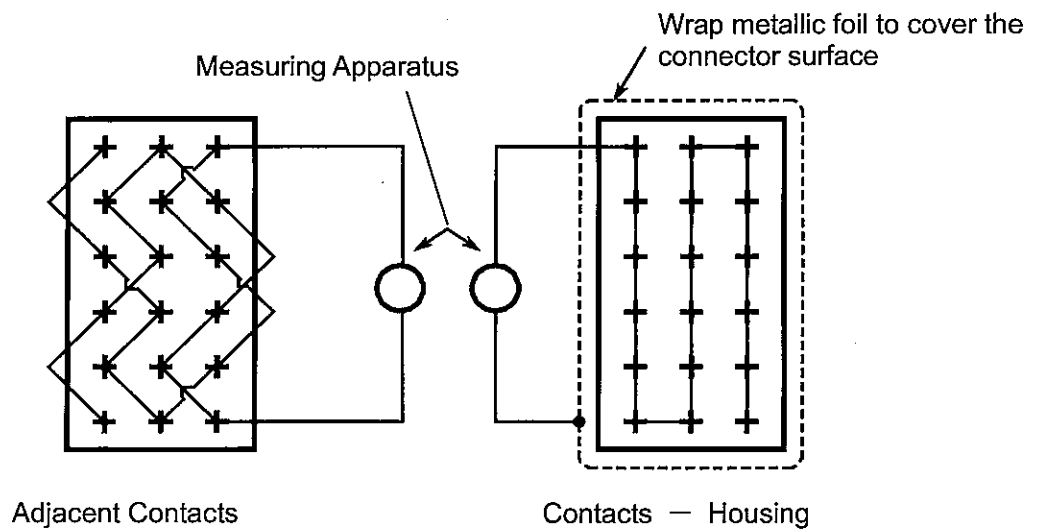 Wrap metallic foil to cover the
connector surface
Measuring Apparatus
Adjacent Contacts
Contacts — Housing